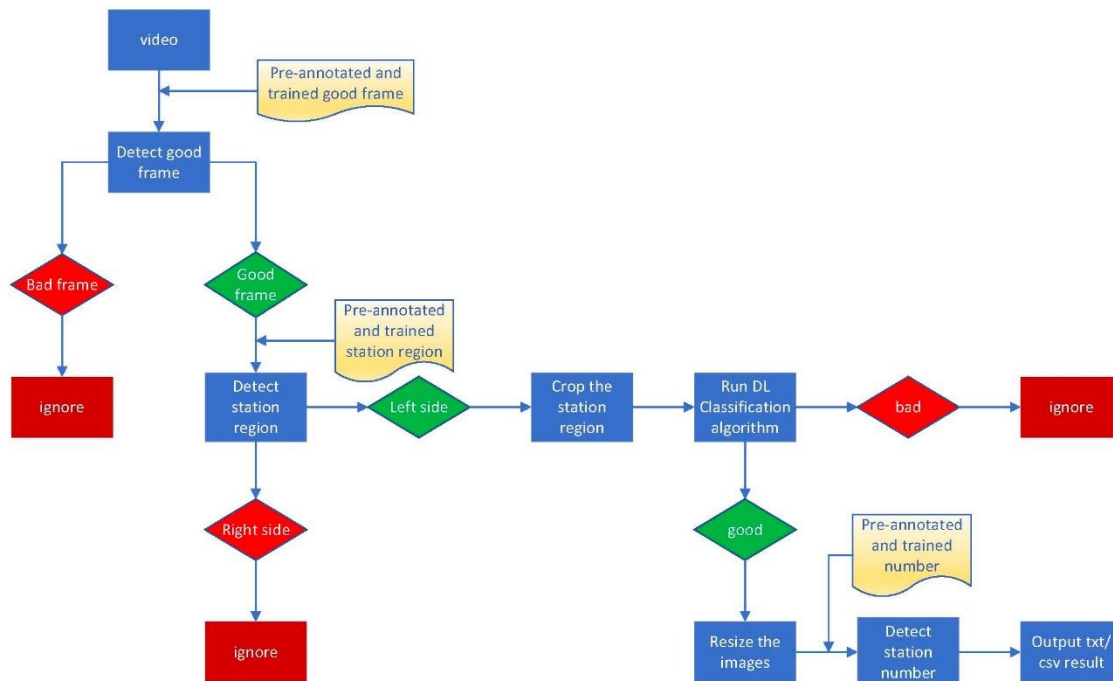 video
Pre-annotated and
trained good frame
Detect good
frame
Bad frame
Good
frame
Pre-annotated
and trained
station region
ignore
Detect
station
region
Left side
Crop the
station
region
Run DL
Classification
algorithm
bad
ignore
Right side
good
Pre-annotated
and trained
number
ignore
Resize the
images
Detect
station
number
Output txt/
csv result